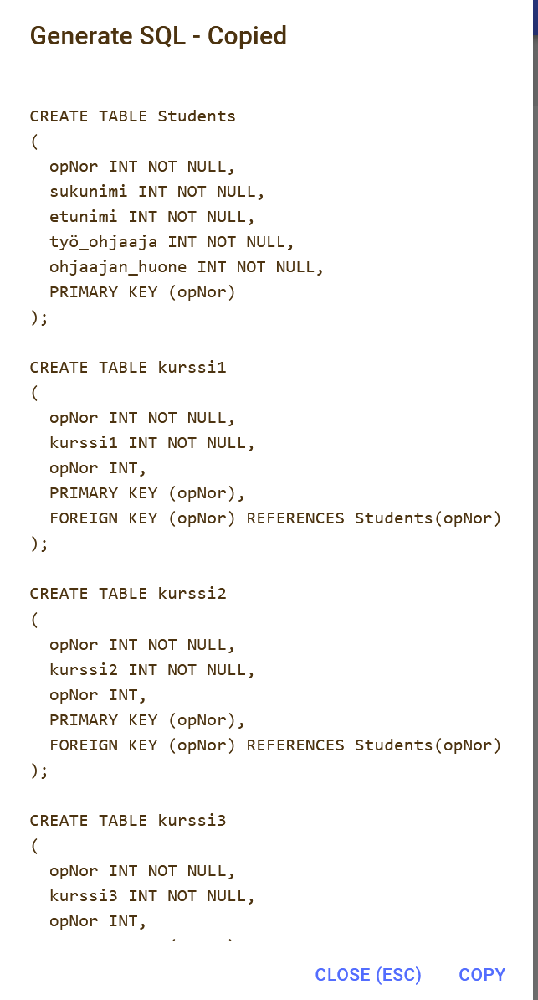 Generate SQL - Copied
CREATE TABLE Students
(
  opNor INT NOT NULL,
  sukunimi INT NOT NULL,
  etunimi INT NOT NULL,
  työ_ohjaaja INT NOT NULL,
  ohjaajan_huone INT NOT NULL,
  PRIMARY KEY (opNor)
);
CREATE TABLE kurssi1
(
  opNor INT NOT NULL,
  kurssi1 INT NOT NULL,
  opNor INT,
  PRIMARY KEY (opNor),
  FOREIGN KEY (opNor) REFERENCES Students(opNor)
);
CREATE TABLE kurssi2
(
  opNor INT NOT NULL,
  kurssi2 INT NOT NULL,
  opNor INT,
  PRIMARY KEY (opNor),
  FOREIGN KEY (opNor) REFERENCES Students(opNor)
);
CREATE TABLE kurssi3
(
  opNor INT NOT NULL,
  kurssi3 INT NOT NULL,
  opNor INT,
CLOSE (ESC) COPY